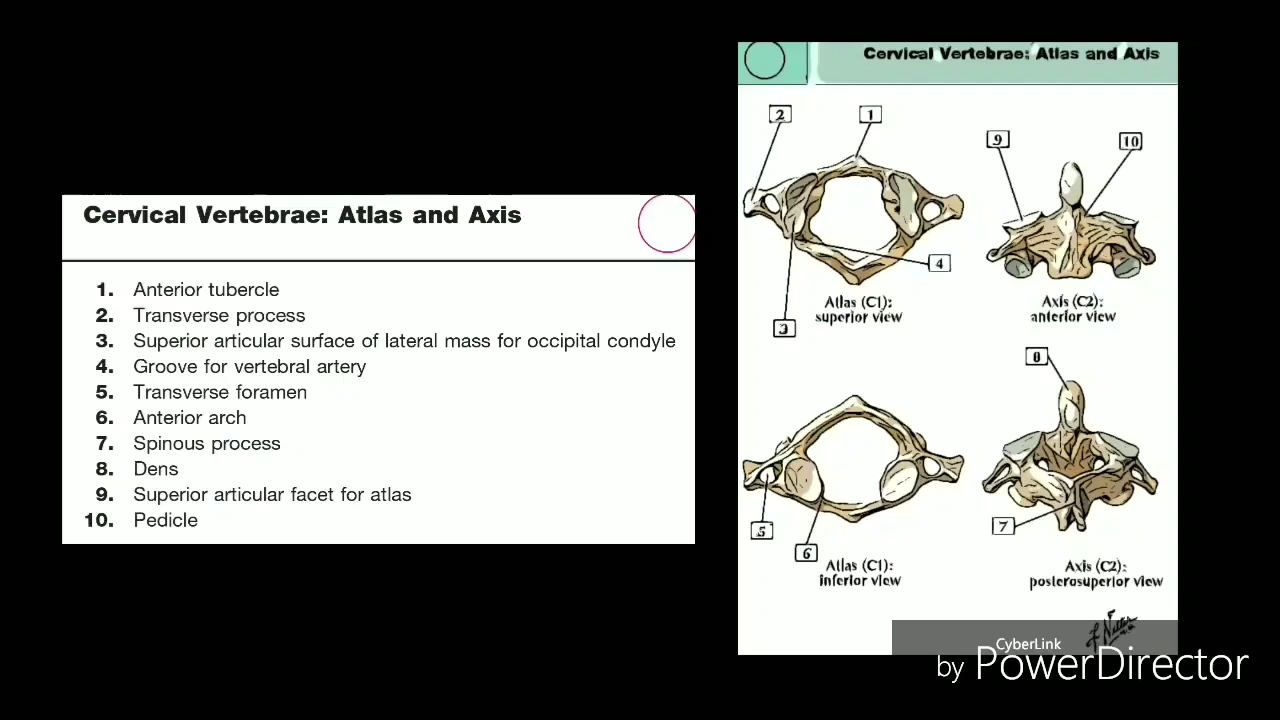 Cervical Vertebrae: Atlas and Axis
1. Anterior tubercle
2. Transverse process
3. Superior articular surface of lateral mass for occipital condyle
4. Groove for vertebral artery
5. Transverse foramen
6. Anterior arch
7. Spinous process
8. Dens
9. Superior articular facet for atlas
10. Pedicle
Cervical Vertebrae: Atlas and Axis
2 1
9 10
4
3
Atlas (C1):
superior view
Axis (C2):
anterior view
8
5
6
7
Atlas (C1):
inferior view
Axis (C2):
posterosuperior view
CyberLink
by PowerDirector